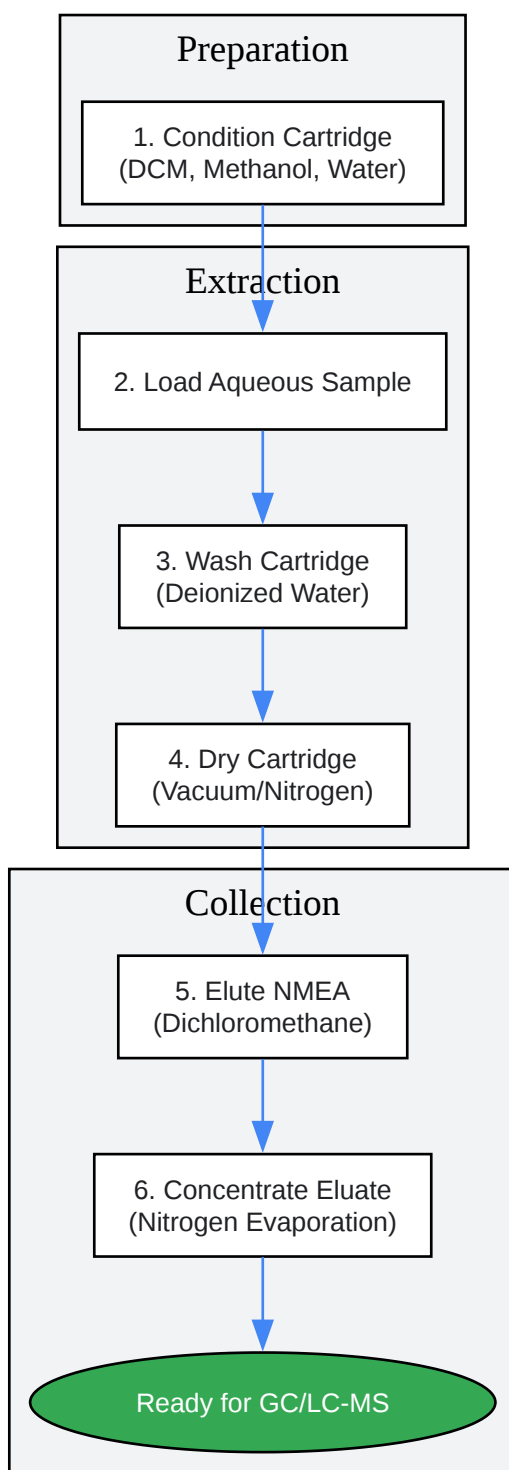 Preparation
1. Condition Cartridge
(DCM, Methanol, Water)
Extraction
2. Load Aqueous Sample
3. Wash Cartridge
(Deionized Water)
4. Dry Cartridge
(Vacuum/Nitrogen)
Collection
5. Elute NMEA
(Dichloromethane)
6. Concentrate Eluate
(Nitrogen Evaporation)
Ready for GC/LC-MS